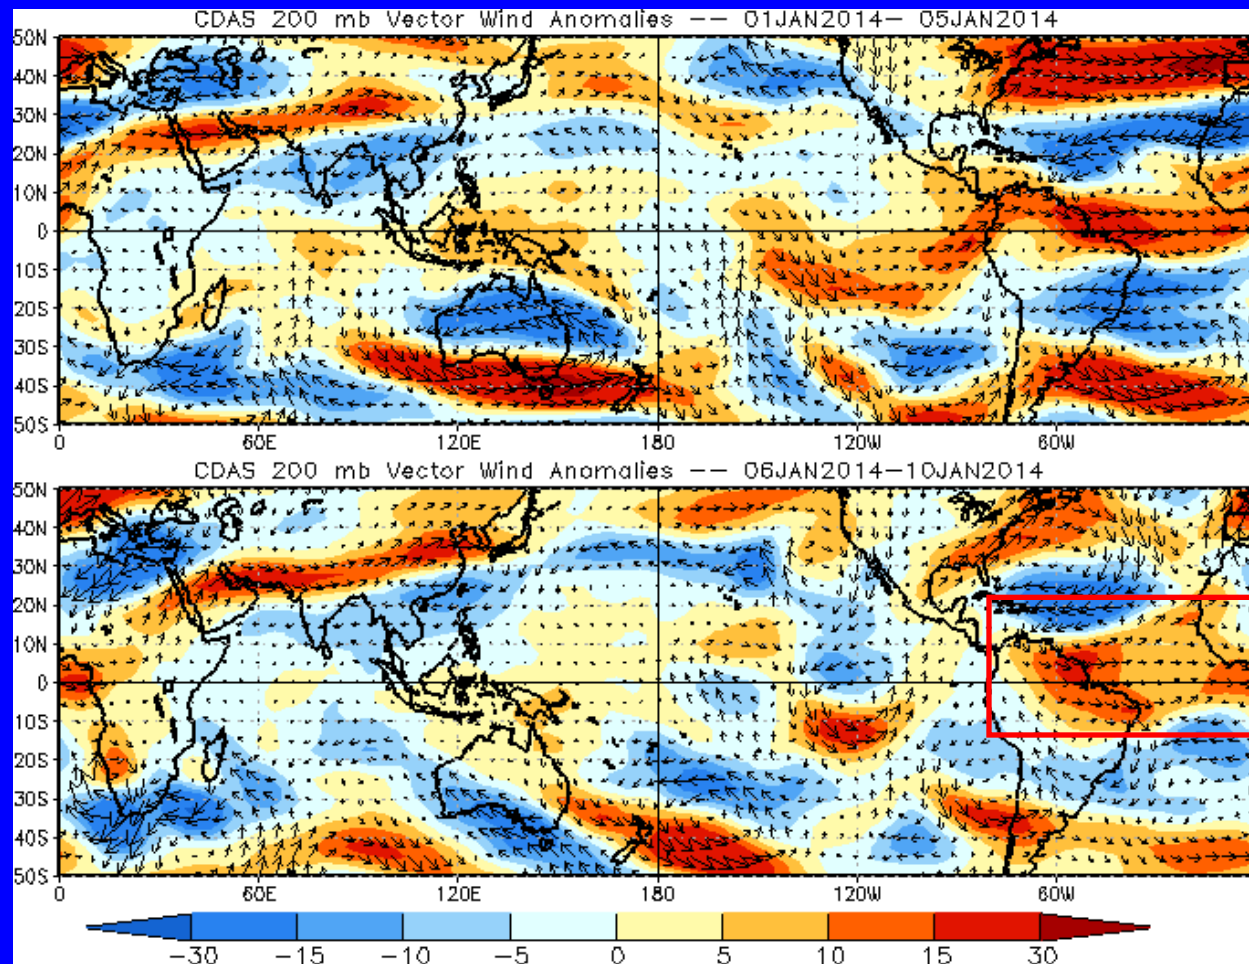 CDAS 200 mb Vector Wind Anomalies -- 01JAN2014- 05JAN2014
50N
40N
30N
20N
10N
0
10S
20S
30S
40S
50S
0 60E 120E 180 120W 60W
CDAS 200 mb Vector Wind Anomalies -- 06JAN2014-10JAN2014
50N
40N
30N
20N
10N
0
10S
20S
30S
40S
50S
0 60E 120E 180 120W 60W
-30 -15 -10 -5 0 5 10 15 30